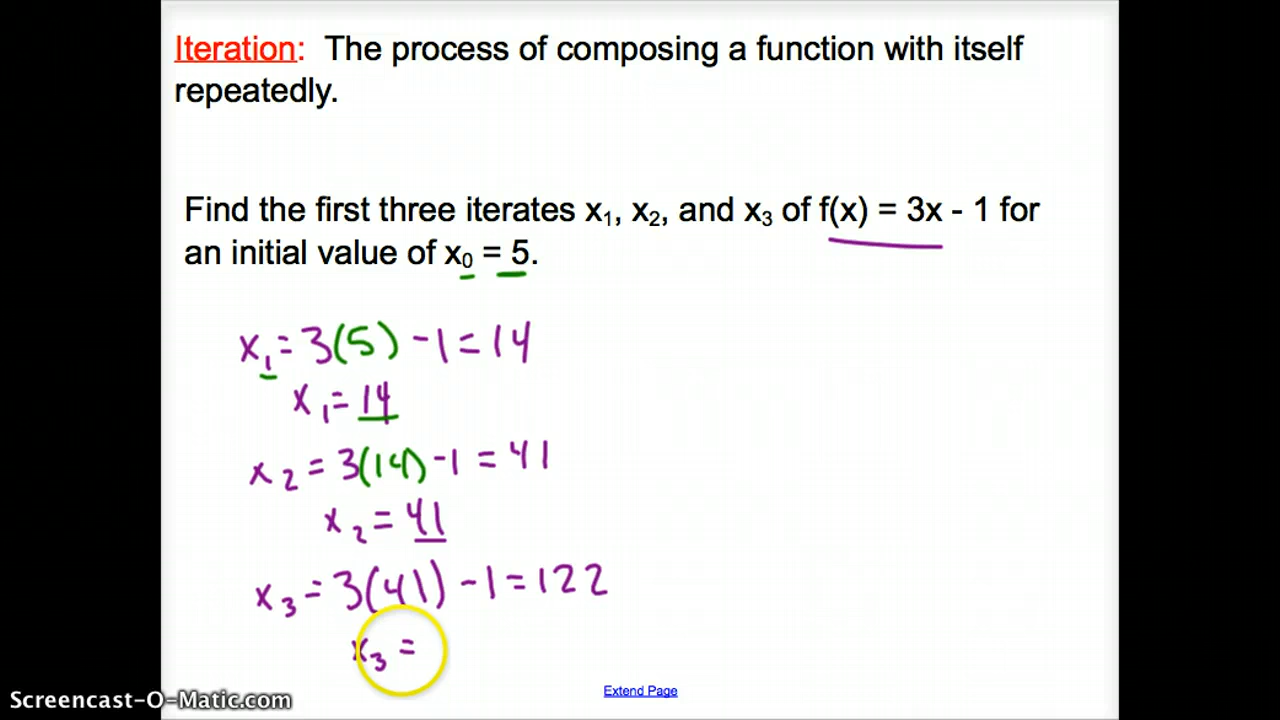 Iteration: The process of composing a function with itself
repeatedly.
Find the first three iterates x₁, x₂, and x₃ of f(x) = 3x - 1 for
an initial value of x₀ = 5.
x₁ = 3(5) - 1 = 14
x₁ = 14
x₂ = 3(14) - 1 = 41
x₂ = 41
x₃ = 3(41) - 1 = 122
x₃ =
Extend Page
Screencast-O-Matic.com